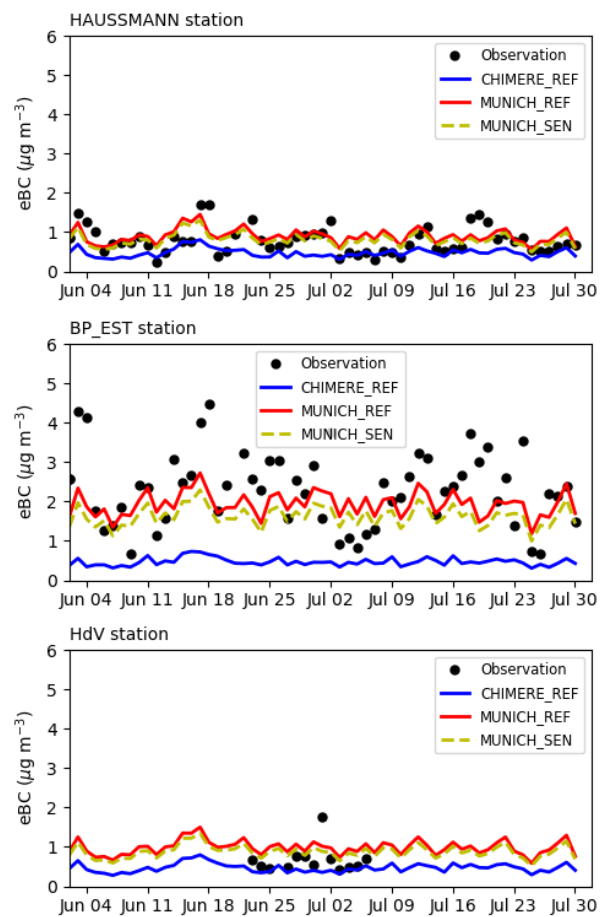 HAUSSMANN station
6
5
4
3
2
1
0
eBC (μg m⁻³)
Observation
CHIMERE_REF
MUNICH_REF
MUNICH_SEN
Jun 04 Jun 11 Jun 18 Jun 25 Jul 02 Jul 09 Jul 16 Jul 23 Jul 30
BP_EST station
6
5
4
3
2
1
0
eBC (μg m⁻³)
Observation
CHIMERE_REF
MUNICH_REF
MUNICH_SEN
Jun 04 Jun 11 Jun 18 Jun 25 Jul 02 Jul 09 Jul 16 Jul 23 Jul 30
HdV station
6
5
4
3
2
1
0
eBC (μg m⁻³)
Observation
CHIMERE_REF
MUNICH_REF
MUNICH_SEN
Jun 04 Jun 11 Jun 18 Jun 25 Jul 02 Jul 09 Jul 16 Jul 23 Jul 30